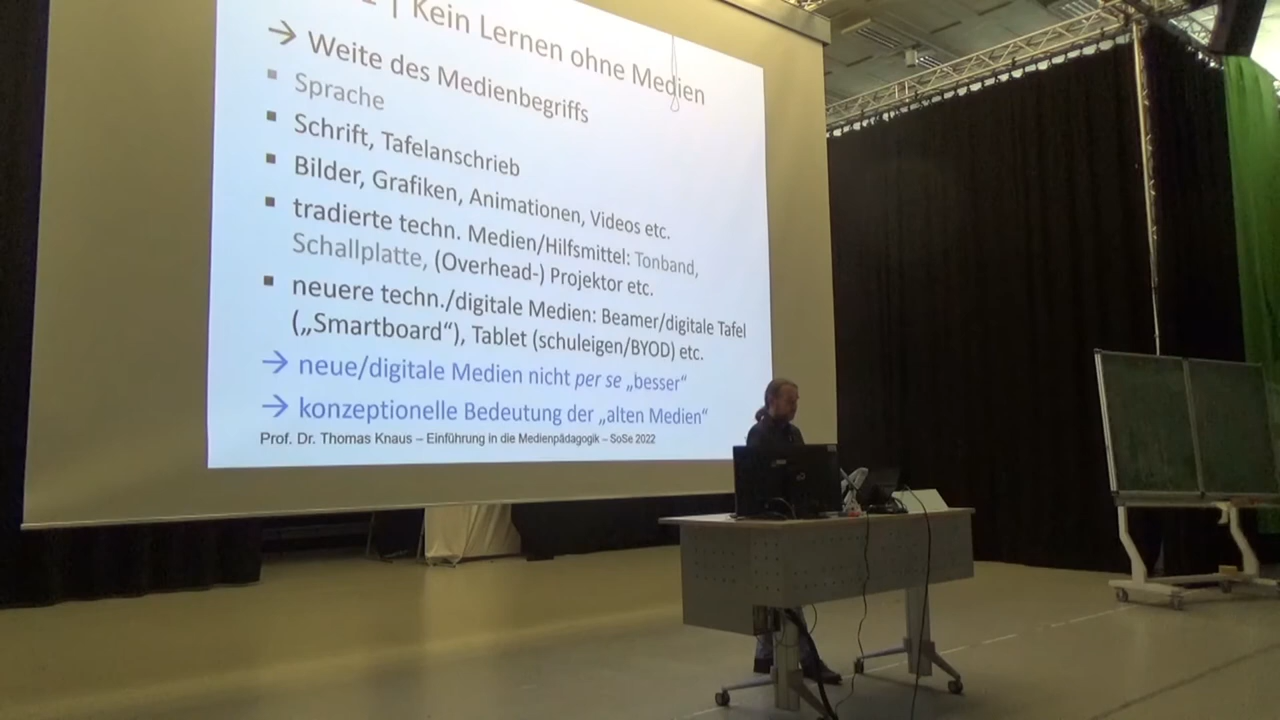 | Kein Lernen ohne Medien
→ Weite des Medienbegriffs
▪ Sprache
▪ Schrift, Tafelanschrieb
▪ Bilder, Grafiken, Animationen, Videos etc.
▪ tradierte techn. Medien/Hilfsmittel: Tonband,
Schallplatte, (Overhead-) Projektor etc.
▪ neuere techn./digitale Medien: Beamer/digitale Tafel
(„Smartboard“), Tablet (schuleigen/BYOD) etc.
→ neue/digitale Medien nicht per se „besser“
→ konzeptionelle Bedeutung der „alten Medien“
Prof. Dr. Thomas Knaus – Einführung in die Medienpädagogik – SoSe 2022